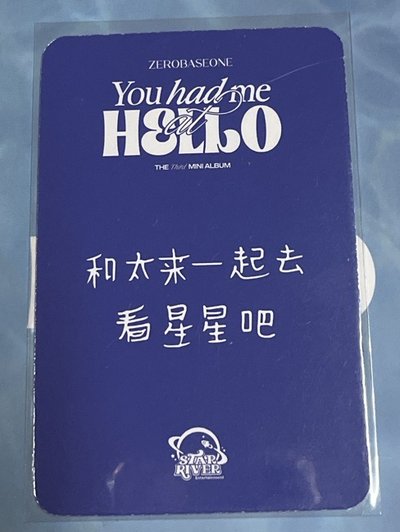 ZEROBASEONE
You had me
at
HELLO
THE Third MINI ALBUM
和太来一起去
看星星吧
STAR
RIVER
Entertainment